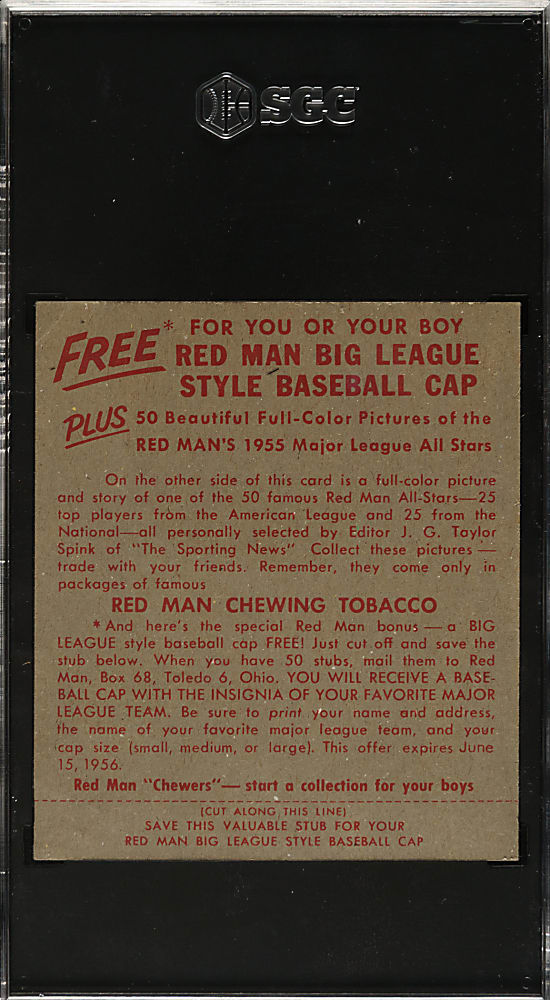 SGC
FREE* FOR YOU OR YOUR BOY
RED MAN BIG LEAGUE
STYLE BASEBALL CAP
PLUS 50 Beautiful Full-Color Pictures of the
RED MAN'S 1955 Major League All Stars
On the other side of this card is a full-color picture
and story of one of the 50 famous Red Man All-Stars—25
top players from the American League and 25 from the
National—all personally selected by Editor J. G. Taylor
Spink of "The Sporting News" Collect these pictures —
trade with your friends. Remember, they come only in
packages of famous
RED MAN CHEWING TOBACCO
*And here's the special Red Man bonus — a BIG
LEAGUE style baseball cap FREE! Just cut off and save the
stub below. When you have 50 stubs, mail them to Red
Man, Box 68, Toledo 6, Ohio. YOU WILL RECEIVE A BASE-
BALL CAP WITH THE INSIGNIA OF YOUR FAVORITE MAJOR
LEAGUE TEAM. Be sure to print your name and address,
the name of your favorite major league team, and your
cap size (small, medium, or large). This offer expires June
15, 1956.
Red Man "Chewers"— start a collection for your boys
(CUT ALONG THIS LINE)
SAVE THIS VALUABLE STUB FOR YOUR
RED MAN BIG LEAGUE STYLE BASEBALL CAP